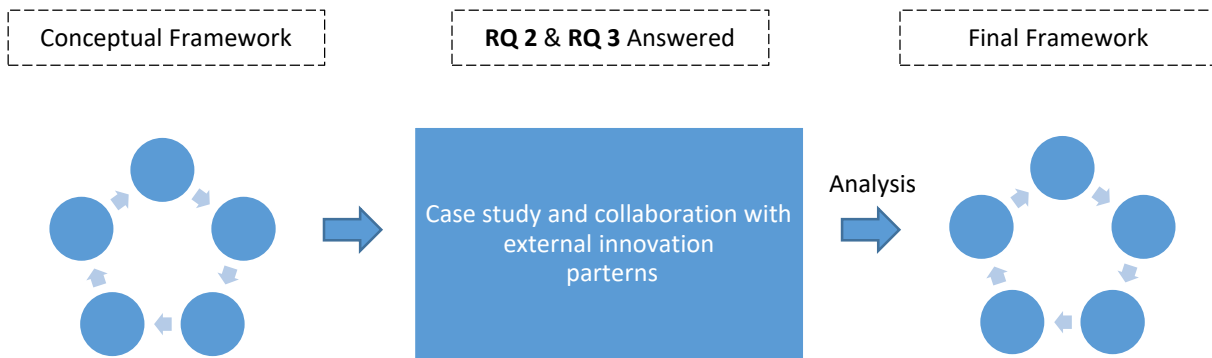 Conceptual Framework
RQ 2 & RQ 3 Answered
Final Framework
Case study and collaboration with
external innovation
parterns
Analysis